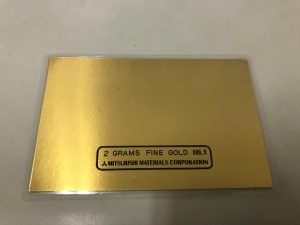 2 GRAMS FINE GOLD 999.9
MITSUBISHI MATERIALS CORPORATION